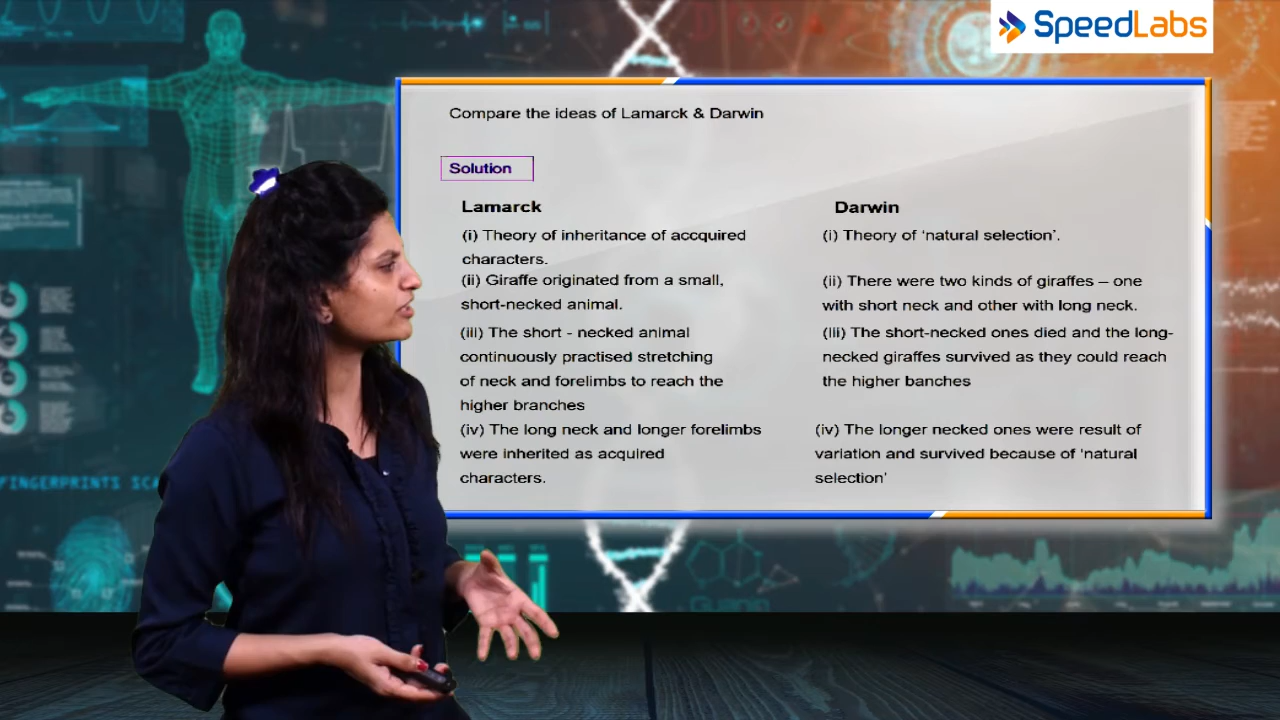 SpeedLabs
Compare the ideas of Lamarck & Darwin
Solution
Lamarck
(i) Theory of inheritance of accquired
characters.
(ii) Giraffe originated from a small,
short-necked animal.
(iii) The short - necked animal
continuously practised stretching
of neck and forelimbs to reach the
higher branches
(iv) The long neck and longer forelimbs
were inherited as acquired
characters.
Darwin
(i) Theory of ‘natural selection’.
(ii) There were two kinds of giraffes – one
with short neck and other with long neck.
(iii) The short-necked ones died and the long-
necked giraffes survived as they could reach
the higher banches
(iv) The longer necked ones were result of
variation and survived because of ‘natural
selection’
FINGERPRINTS
Guanin